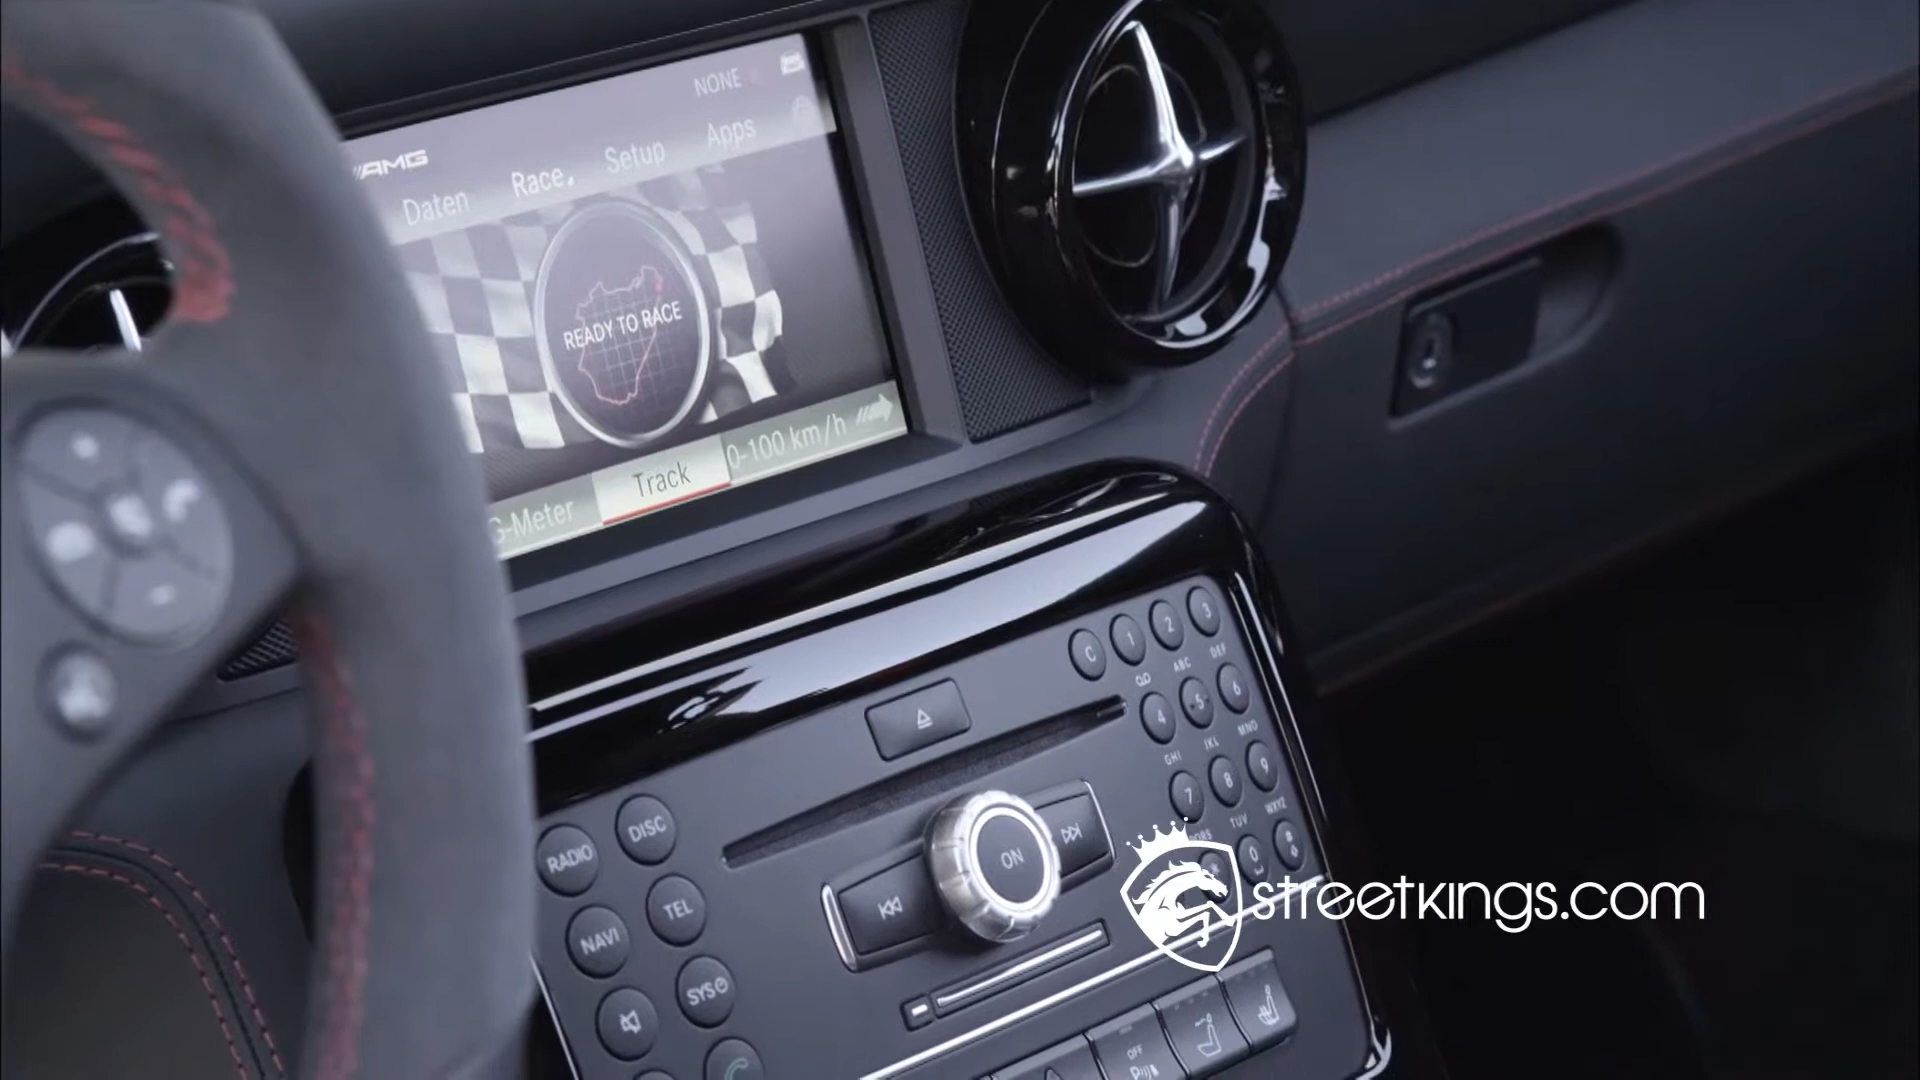 NONE
AMG
Daten Race Setup Apps
READY TO RACE
G-Meter Track 0-100 km/h
C 1 2 3
ABC DEF
4 5 6
GHI JKL MNO
7 8 9
PQRS TUV WXYZ
* 0 #
RADIO DISC
ON
NAVI TEL
SYS
OFF
streetkings.com